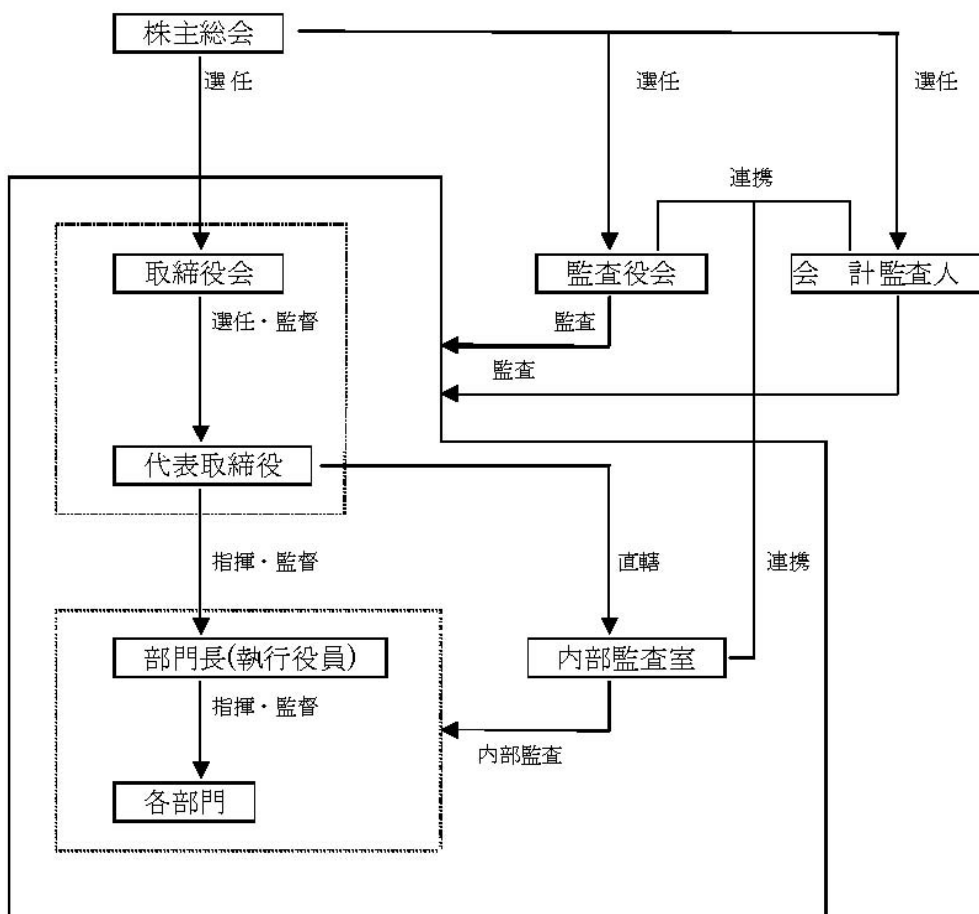 株主総会
選 任
選任
選任
連携
取締役会
監査役会
会 計監査人
選任・監督
監査
監査
代表取締役
指揮・監督
直轄
連携
部門長(執行役員)
内部監査室
指揮・監督
内部監査
各部門